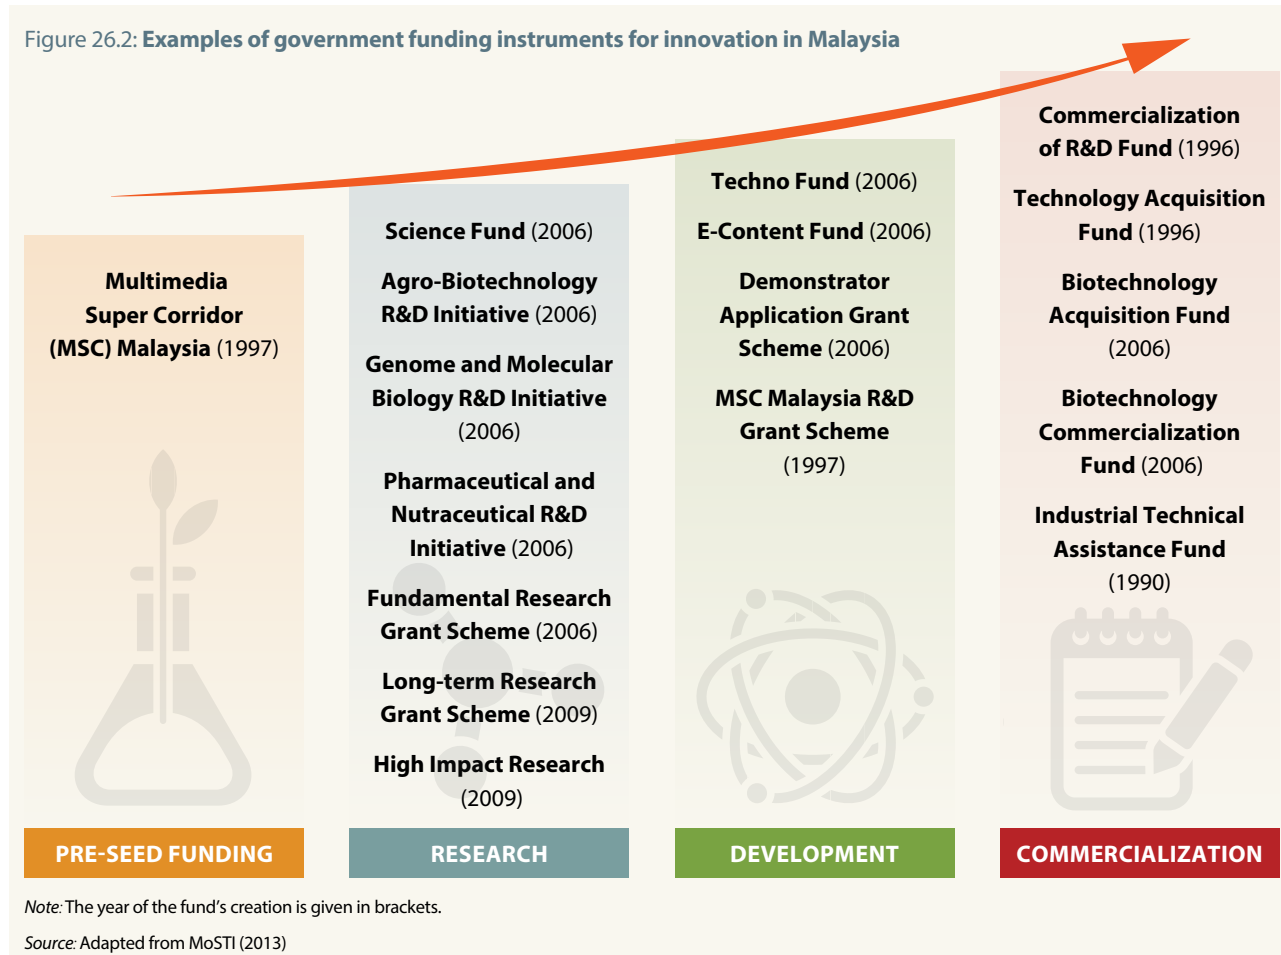 Figure 26.2: Examples of government funding instruments for innovation in Malaysia
Multimedia
Super Corridor
(MSC) Malaysia (1997)
PRE-SEED FUNDING
Science Fund (2006)
Agro-Biotechnology
R&D Initiative (2006)
Genome and Molecular
Biology R&D Initiative
(2006)
Pharmaceutical and
Nutraceutical R&D
Initiative (2006)
Fundamental Research
Grant Scheme (2006)
Long-term Research
Grant Scheme (2009)
High Impact Research
(2009)
RESEARCH
Techno Fund (2006)
E-Content Fund (2006)
Demonstrator
Application Grant
Scheme (2006)
MSC Malaysia R&D
Grant Scheme
(1997)
DEVELOPMENT
Commercialization
of R&D Fund (1996)
Technology Acquisition
Fund (1996)
Biotechnology
Acquisition Fund
(2006)
Biotechnology
Commercialization
Fund (2006)
Industrial Technical
Assistance Fund
(1990)
COMMERCIALIZATION
Note: The year of the fund's creation is given in brackets.
Source: Adapted from MoSTI (2013)